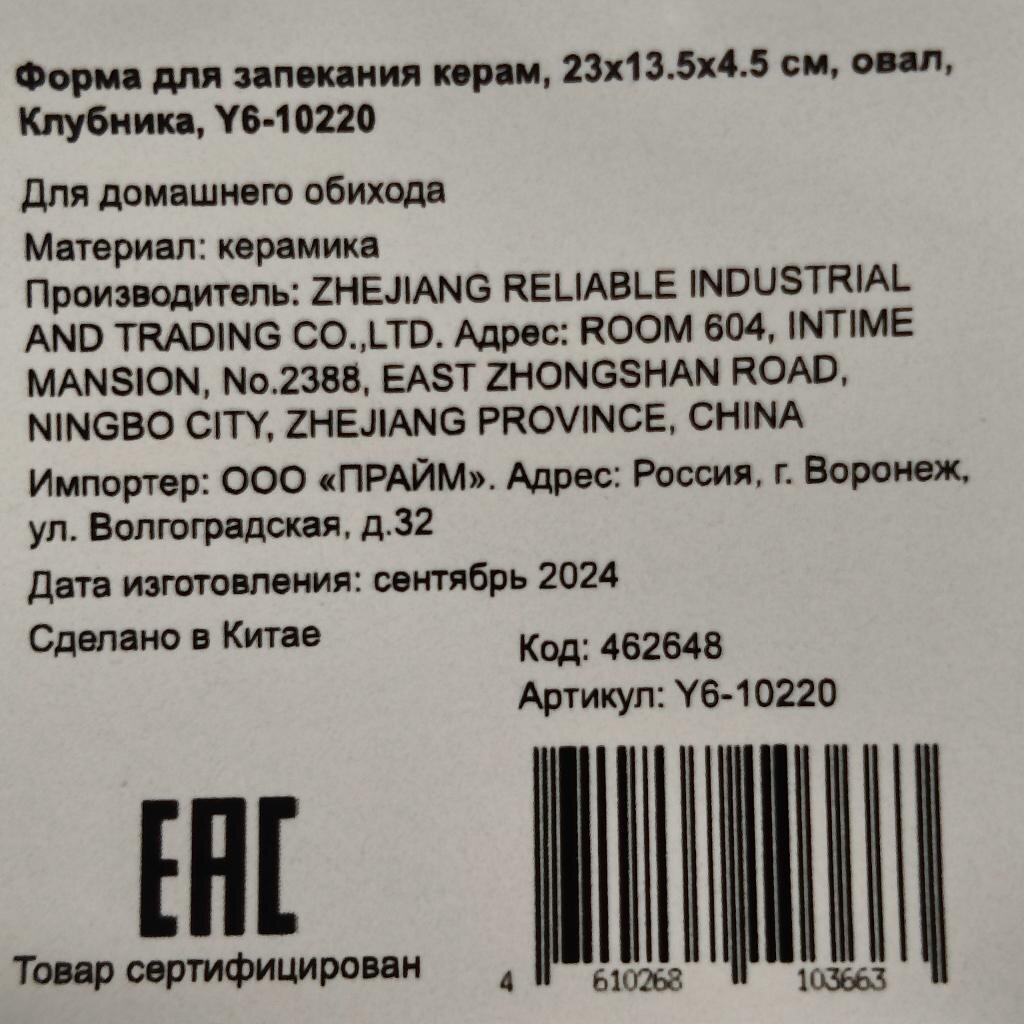 Форма для запекания керам, 23х13.5х4.5 см, овал,
Клубника, Y6-10220
Для домашнего обихода
Материал: керамика
Производитель: ZHEJIANG RELIABLE INDUSTRIAL
AND TRADING CO.,LTD. Адрес: ROOM 604, INTIME
MANSION, No.2388, EAST ZHONGSHAN ROAD,
NINGBO CITY, ZHEJIANG PROVINCE, CHINA
Импортер: ООО «ПРАЙМ». Адрес: Россия, г. Воронеж,
ул. Волгоградская, д.32
Дата изготовления: сентябрь 2024
Сделано в Китае
Код: 462648
Артикул: Y6-10220
EAC
Товар сертифицирован
4 610268 103663